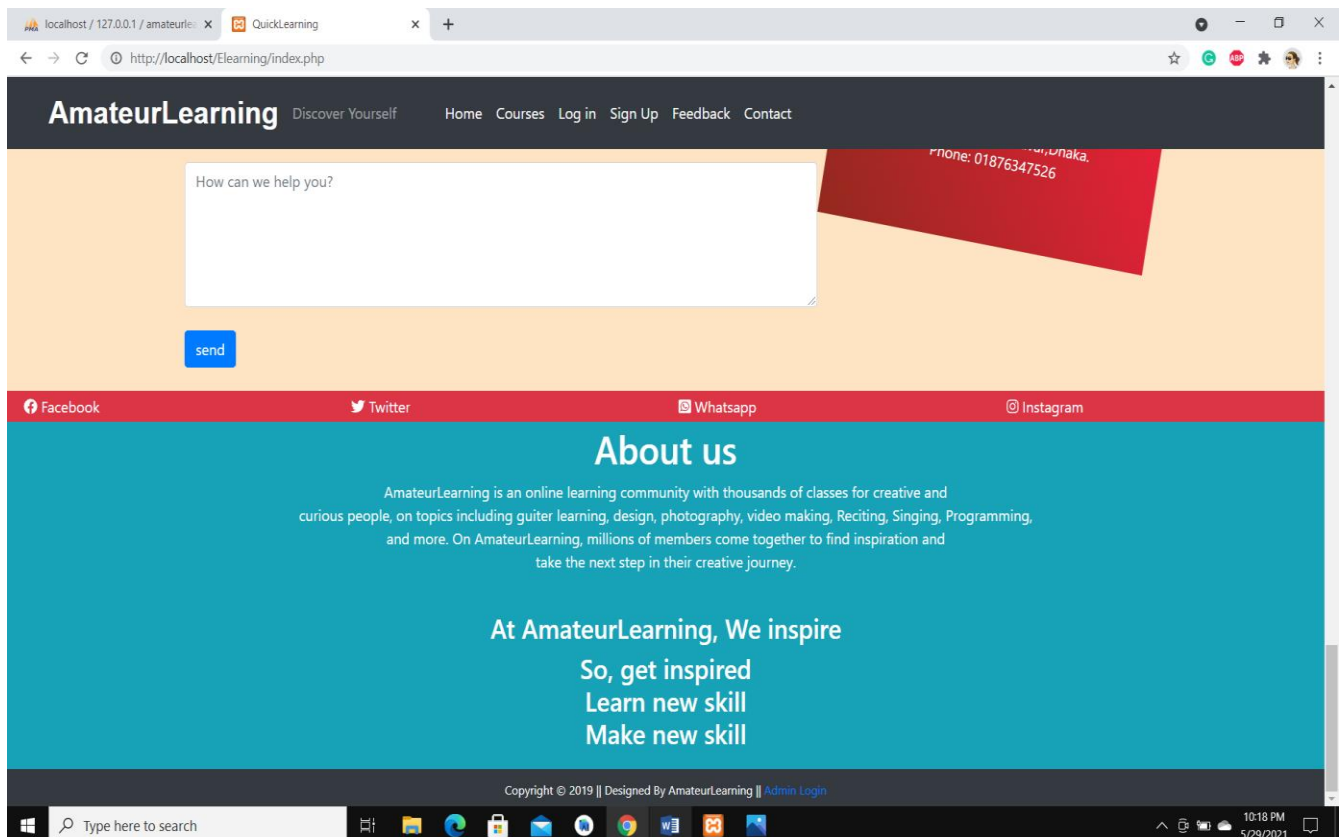 localhost / 127.0.0.1 / amateurle
QuickLearning
http://localhost/Elearning/index.php
ABP
AmateurLearning Discover Yourself Home Courses Log in Sign Up Feedback Contact
Phone: 01876347526
How can we help you?
send
Facebook Twitter Whatsapp Instagram
About us
AmateurLearning is an online learning community with thousands of classes for creative and
curious people, on topics including guiter learning, design, photography, video making, Reciting, Singing, Programming,
and more. On AmateurLearning, millions of members come together to find inspiration and
take the next step in their creative journey.
At AmateurLearning, We inspire
So, get inspired
Learn new skill
Make new skill
Copyright © 2019 || Designed By AmateurLearning || Admin Login
Type here to search
10:18 PM
5/29/2021